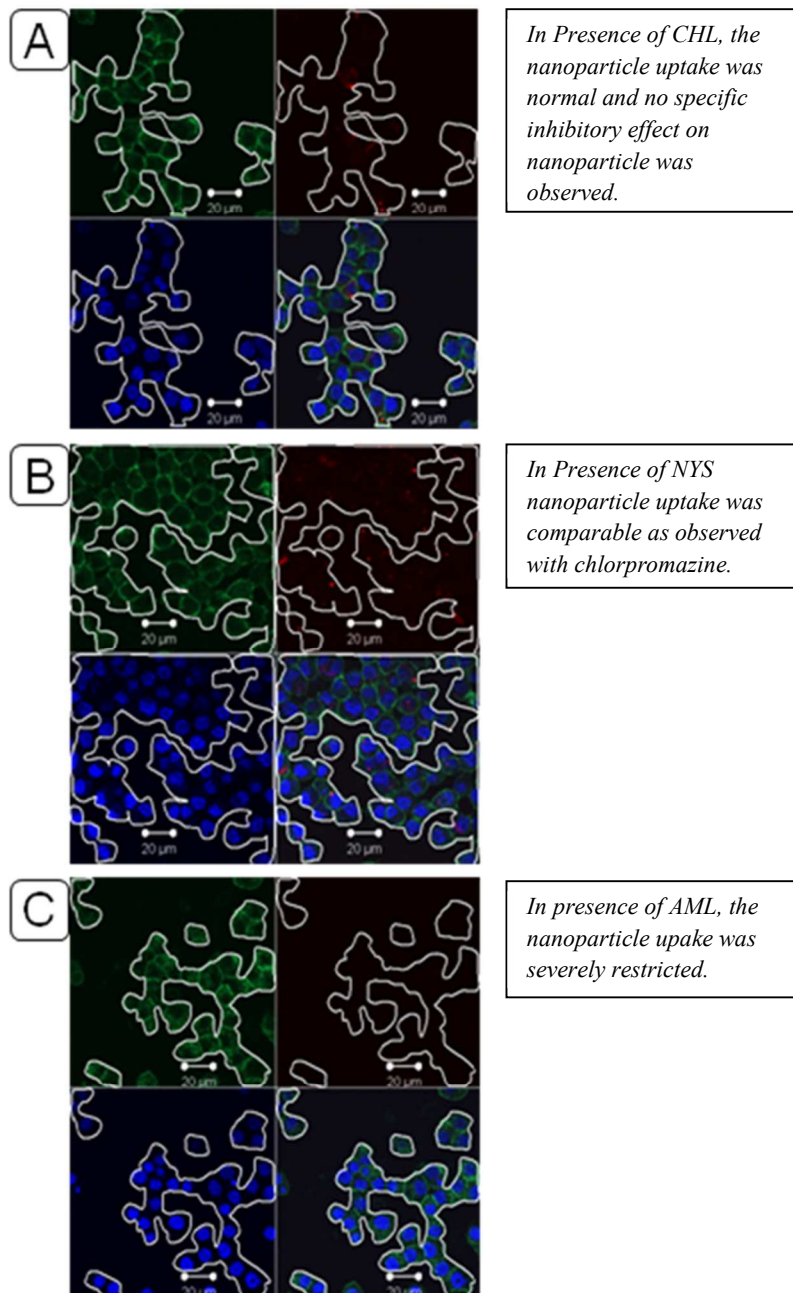 A
In Presence of CHL, the
nanoparticle uptake was
normal and no specific
inhibitory effect on
nanoparticle was
observed.
20 µm
20 µm
20 µm
20 µm
B
In Presence of NYS
nanoparticle uptake was
comparable as observed
with chlorpromazine.
20 µm
20 µm
20 µm
20 µm
C
In presence of AML, the
nanoparticle upake was
severely restricted.
20 µm
20 µm
20 µm
20 µm